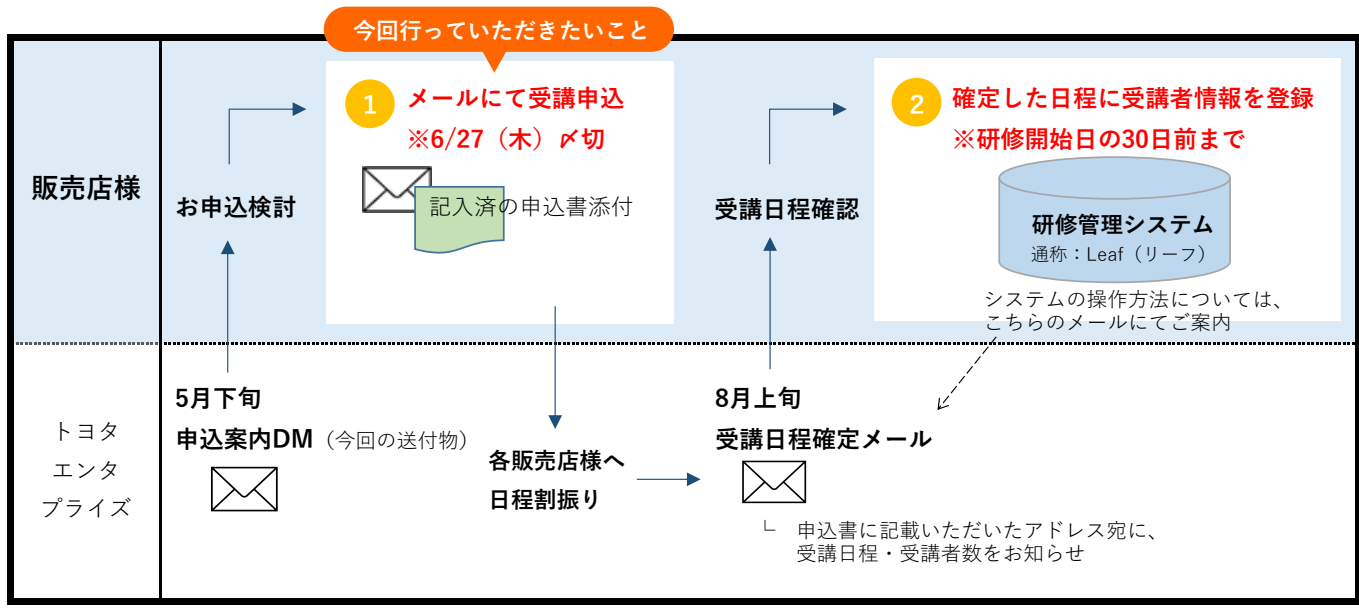 今回行っていただきたいこと
販売店様
お申込検討
1
メールにて受講申込
※6/27（木）〆切
記入済の申込書添付
受講日程確認
2
確定した日程に受講者情報を登録
※研修開始日の30日前まで
研修管理システム
通称：Leaf（リーフ）
システムの操作方法については、
こちらのメールにてご案内
トヨタ
エンタ
プライズ
5月下旬
申込案内DM（今回の送付物）
各販売店様へ
日程割振り
8月上旬
受講日程確定メール
└ 申込書に記載いただいたアドレス宛に、
受講日程・受講者数をお知らせ